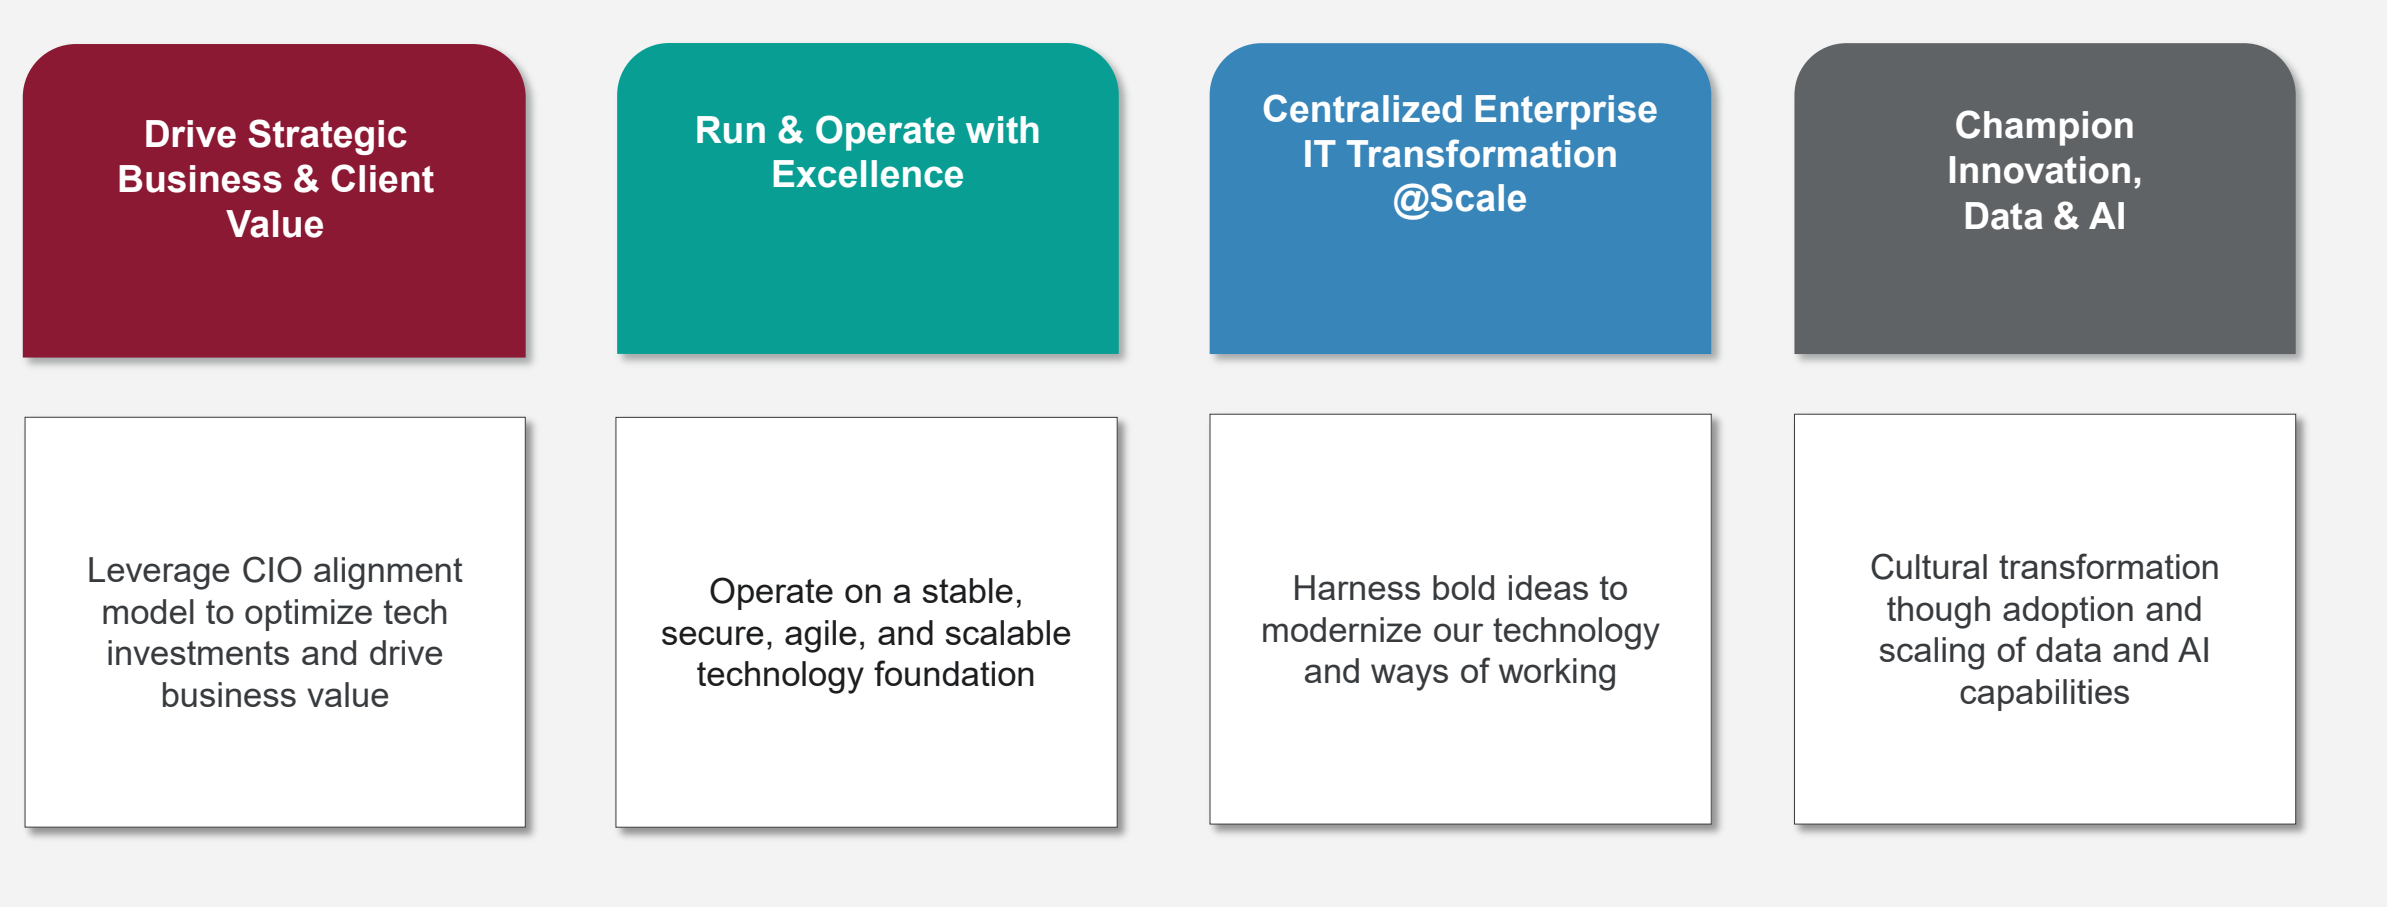 Drive Strategic
Business & Client
Value
Run & Operate with
Excellence
Centralized Enterprise
IT Transformation
@Scale
Champion
Innovation,
Data & AI
Leverage CIO alignment
model to optimize tech
investments and drive
business value
Operate on a stable,
secure, agile, and scalable
technology foundation
Harness bold ideas to
modernize our technology
and ways of working
Cultural transformation
though adoption and
scaling of data and AI
capabilities